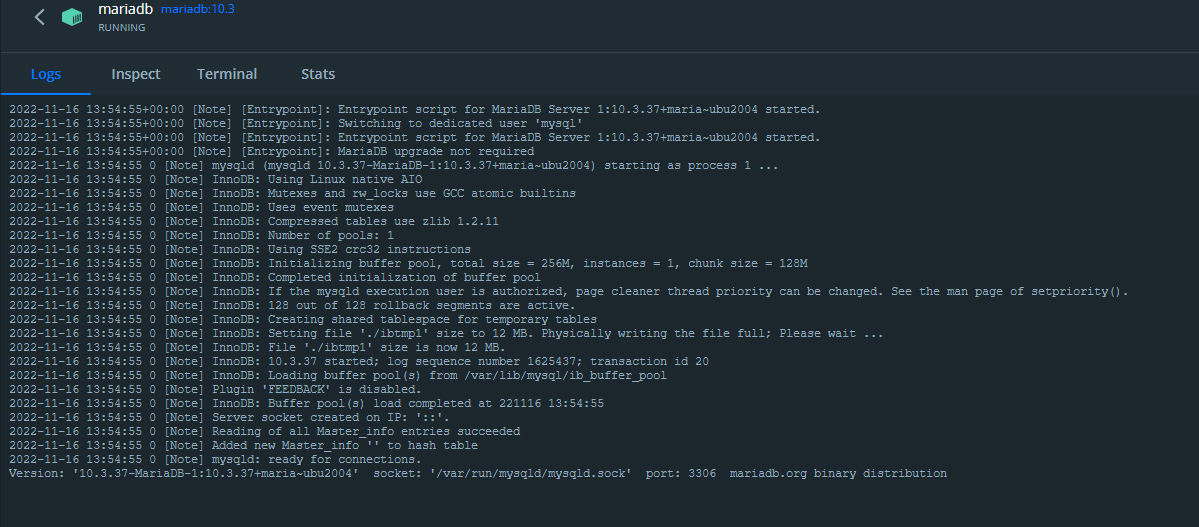 mariadb mariadb:10.3
RUNNING
Logs Inspect Terminal Stats
2022-11-16 13:54:55+00:00 [Note] [Entrypoint]: Entrypoint script for MariaDB Server 1:10.3.37+maria~ubu2004 started.
2022-11-16 13:54:55+00:00 [Note] [Entrypoint]: Switching to dedicated user 'mysql'
2022-11-16 13:54:55+00:00 [Note] [Entrypoint]: Entrypoint script for MariaDB Server 1:10.3.37+maria~ubu2004 started.
2022-11-16 13:54:55+00:00 [Note] [Entrypoint]: MariaDB upgrade not required
2022-11-16 13:54:55 0 [Note] mysqld (mysqld 10.3.37-MariaDB-1:10.3.37+maria~ubu2004) starting as process 1 ...
2022-11-16 13:54:55 0 [Note] InnoDB: Using Linux native AIO
2022-11-16 13:54:55 0 [Note] InnoDB: Mutexes and rw_locks use GCC atomic builtins
2022-11-16 13:54:55 0 [Note] InnoDB: Uses event mutexes
2022-11-16 13:54:55 0 [Note] InnoDB: Compressed tables use zlib 1.2.11
2022-11-16 13:54:55 0 [Note] InnoDB: Number of pools: 1
2022-11-16 13:54:55 0 [Note] InnoDB: Using SSE2 crc32 instructions
2022-11-16 13:54:55 0 [Note] InnoDB: Initializing buffer pool, total size = 256M, instances = 1, chunk size = 128M
2022-11-16 13:54:55 0 [Note] InnoDB: Completed initialization of buffer pool
2022-11-16 13:54:55 0 [Note] InnoDB: If the mysqld execution user is authorized, page cleaner thread priority can be changed. See the man page of setpriority().
2022-11-16 13:54:55 0 [Note] InnoDB: 128 out of 128 rollback segments are active.
2022-11-16 13:54:55 0 [Note] InnoDB: Creating shared tablespace for temporary tables
2022-11-16 13:54:55 0 [Note] InnoDB: Setting file './ibtmp1' size to 12 MB. Physically writing the file full; Please wait ...
2022-11-16 13:54:55 0 [Note] InnoDB: File './ibtmp1' size is now 12 MB.
2022-11-16 13:54:55 0 [Note] InnoDB: 10.3.37 started; log sequence number 1625437; transaction id 20
2022-11-16 13:54:55 0 [Note] InnoDB: Loading buffer pool(s) from /var/lib/mysql/ib_buffer_pool
2022-11-16 13:54:55 0 [Note] Plugin 'FEEDBACK' is disabled.
2022-11-16 13:54:55 0 [Note] InnoDB: Buffer pool(s) load completed at 221116 13:54:55
2022-11-16 13:54:55 0 [Note] Server socket created on IP: '::'.
2022-11-16 13:54:55 0 [Note] Reading of all Master_info entries succeeded
2022-11-16 13:54:55 0 [Note] Added new Master_info '' to hash table
2022-11-16 13:54:55 0 [Note] mysqld: ready for connections.
Version: '10.3.37-MariaDB-1:10.3.37+maria~ubu2004'  socket: '/var/run/mysqld/mysqld.sock'  port: 3306  mariadb.org binary distribution